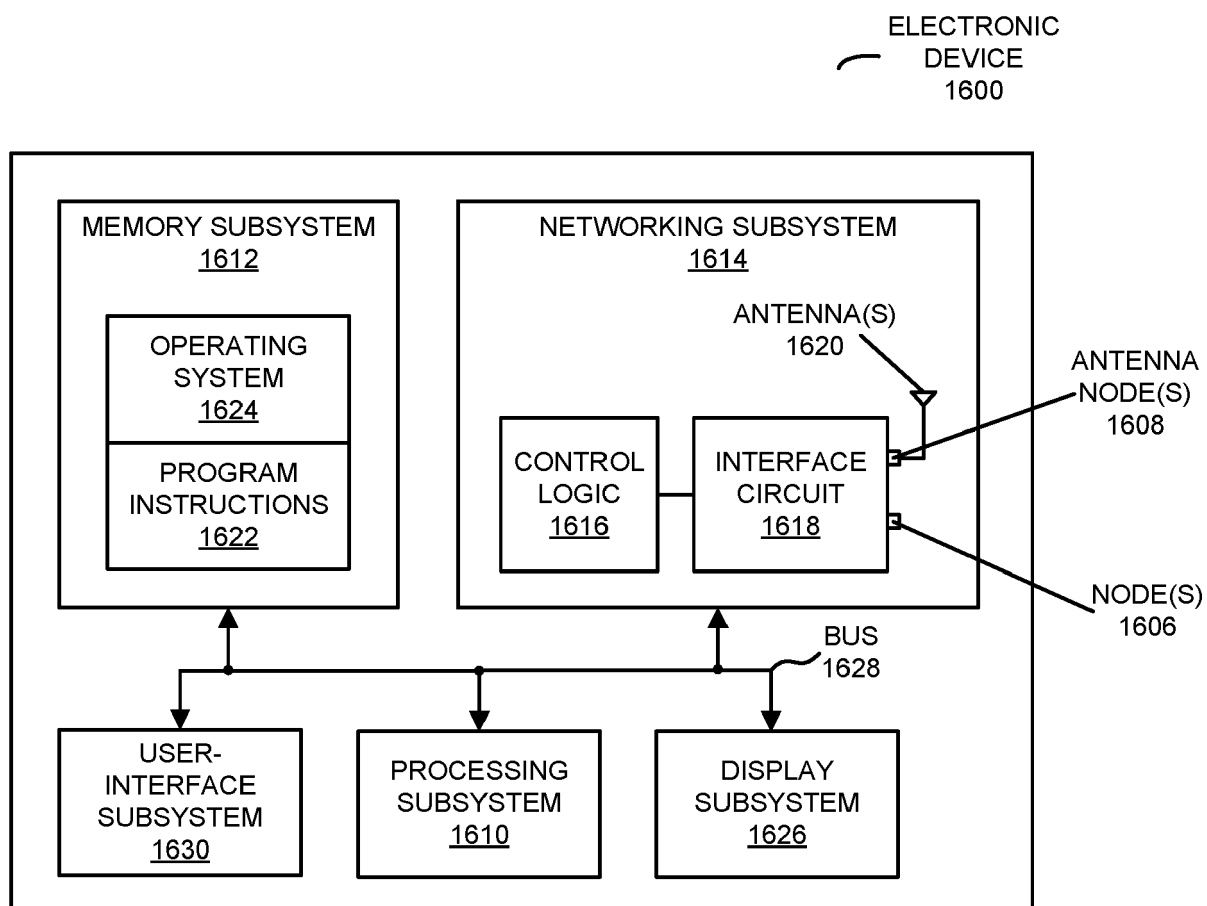 ELECTRONIC
DEVICE
1600
MEMORY SUBSYSTEM
1612
OPERATING
SYSTEM
1624
PROGRAM
INSTRUCTIONS
1622
NETWORKING SUBSYSTEM
1614
ANTENNA(S)
1620
CONTROL
LOGIC
1616
INTERFACE
CIRCUIT
1618
ANTENNA
NODE(S)
1608
NODE(S)
1606
BUS
1628
USER-
INTERFACE
SUBSYSTEM
1630
PROCESSING
SUBSYSTEM
1610
DISPLAY
SUBSYSTEM
1626